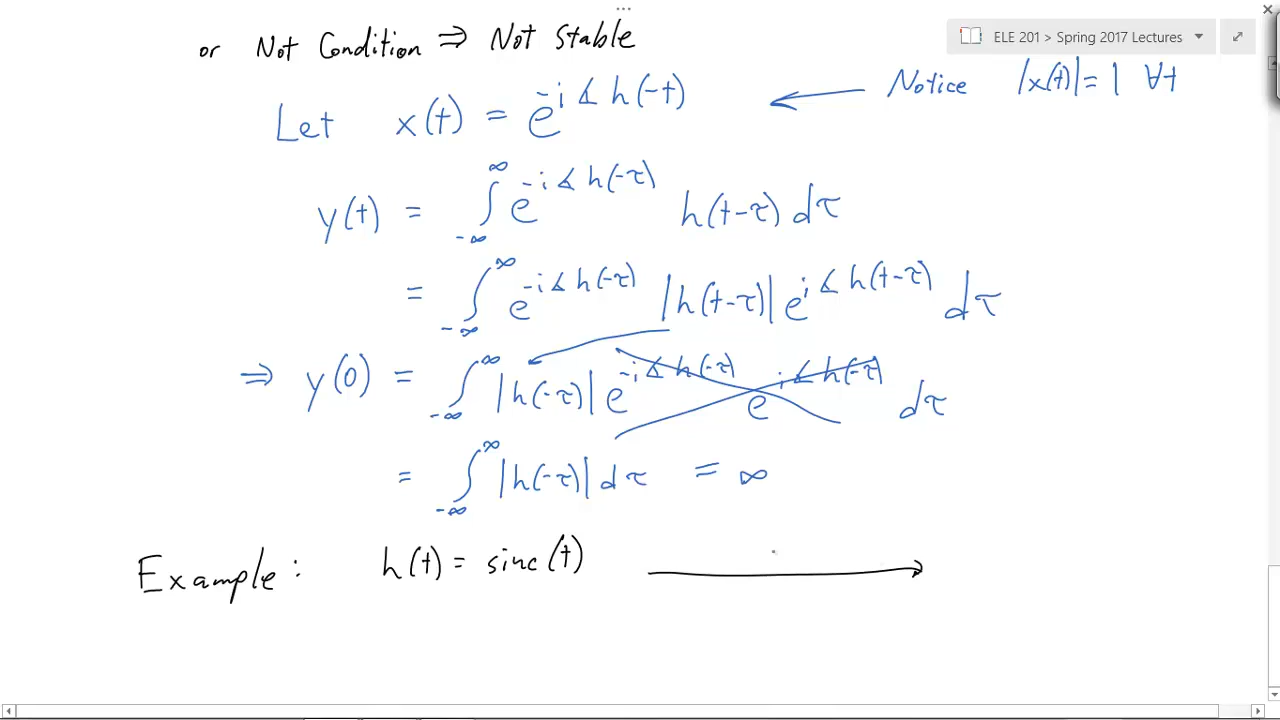 or Not Condition ⇒ Not Stable
ELE 201 > Spring 2017 Lectures
Notice |x(t)| = 1 ∀t
Let x(t) = e^{-i∡h(-t)}
y(t) = ∫_{-∞}^{∞} e^{-i∡h(-τ)} h(t-τ) dτ
= ∫_{-∞}^{∞} e^{-i∡h(-τ)} |h(t-τ)| e^{i∡h(t-τ)} dτ
⇒ y(0) = ∫_{-∞}^{∞} |h(-τ)| e^{-i∡h(-τ)} e^{i∡h(-τ)} dτ
= ∫_{-∞}^{∞} |h(-τ)| dτ = ∞
Example: h(t) = sinc(t)